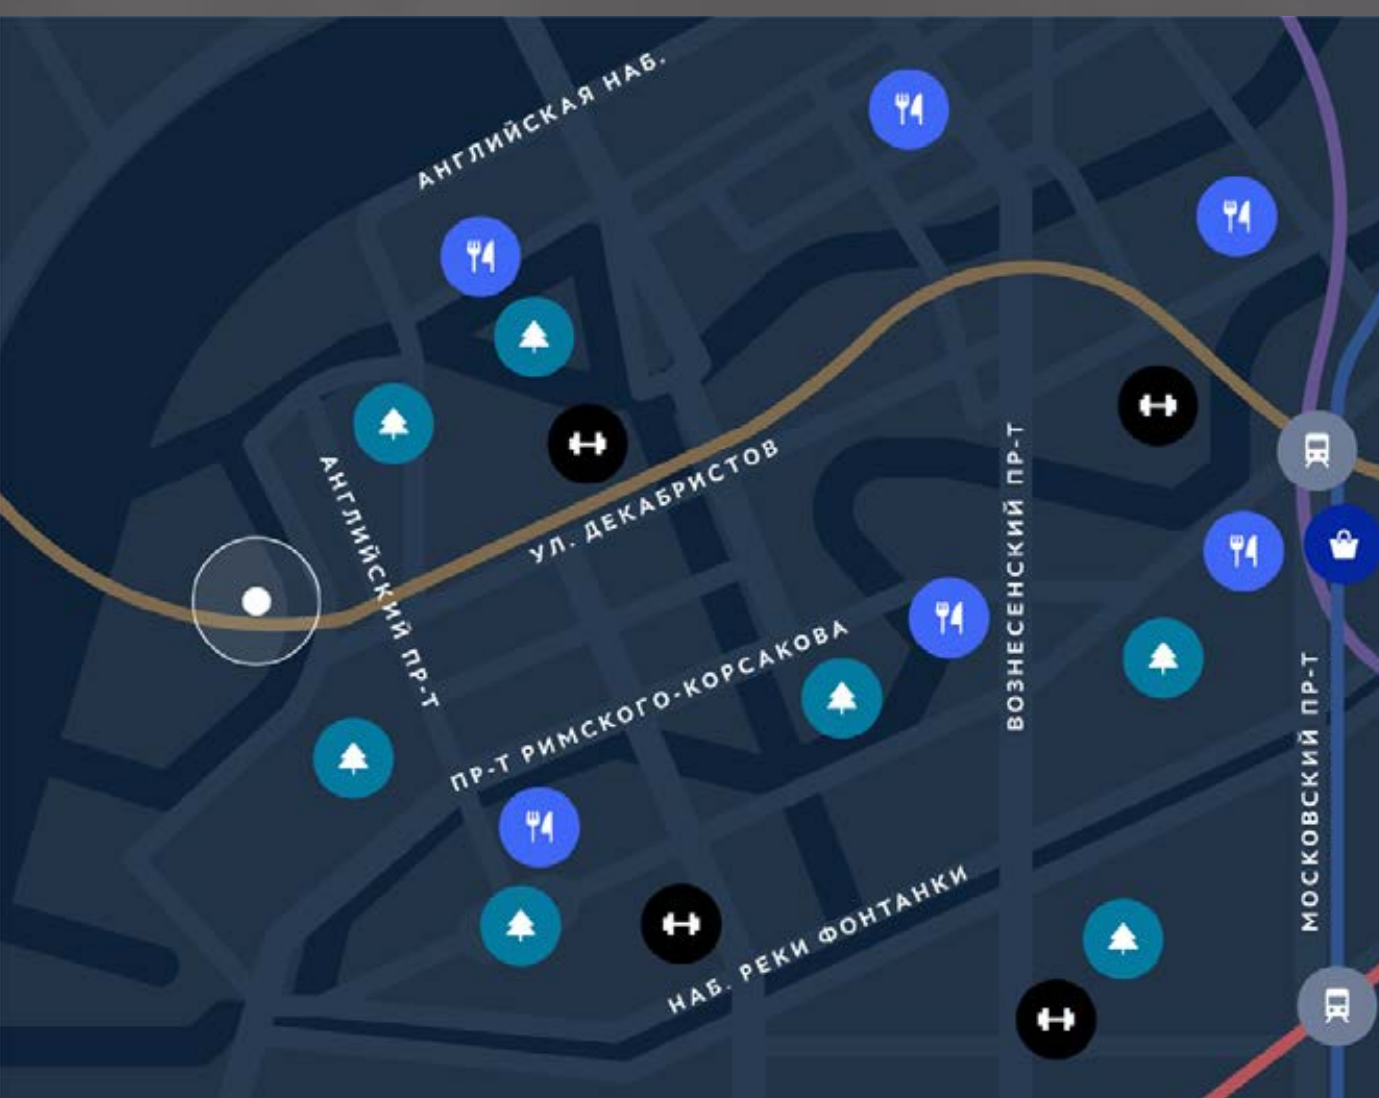 АНГЛИЙСКАЯ НАБ.
АНГЛИЙСКИЙ ПР-Т
УЛ. ДЕКАБРИСТОВ
ВОЗНЕСЕНСКИЙ ПР-Т
ПР-Т РИМСКОГО-КОРСАКОВА
МОСКОВСКИЙ ПР-Т
НАБ. РЕКИ ФОНТАНКИ